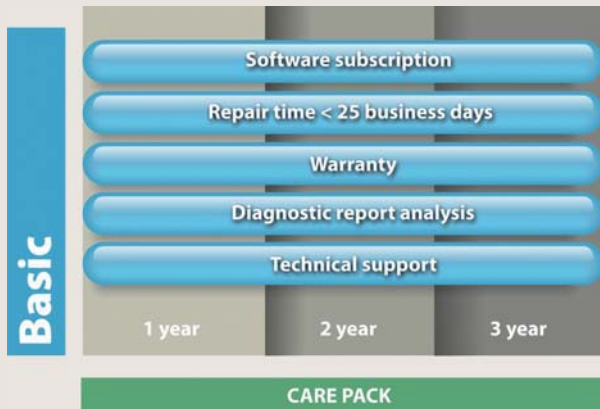 Basic
Software subscription
Repair time < 25 business days
Warranty
Diagnostic report analysis
Technical support
1 year
2 year
3 year
CARE PACK